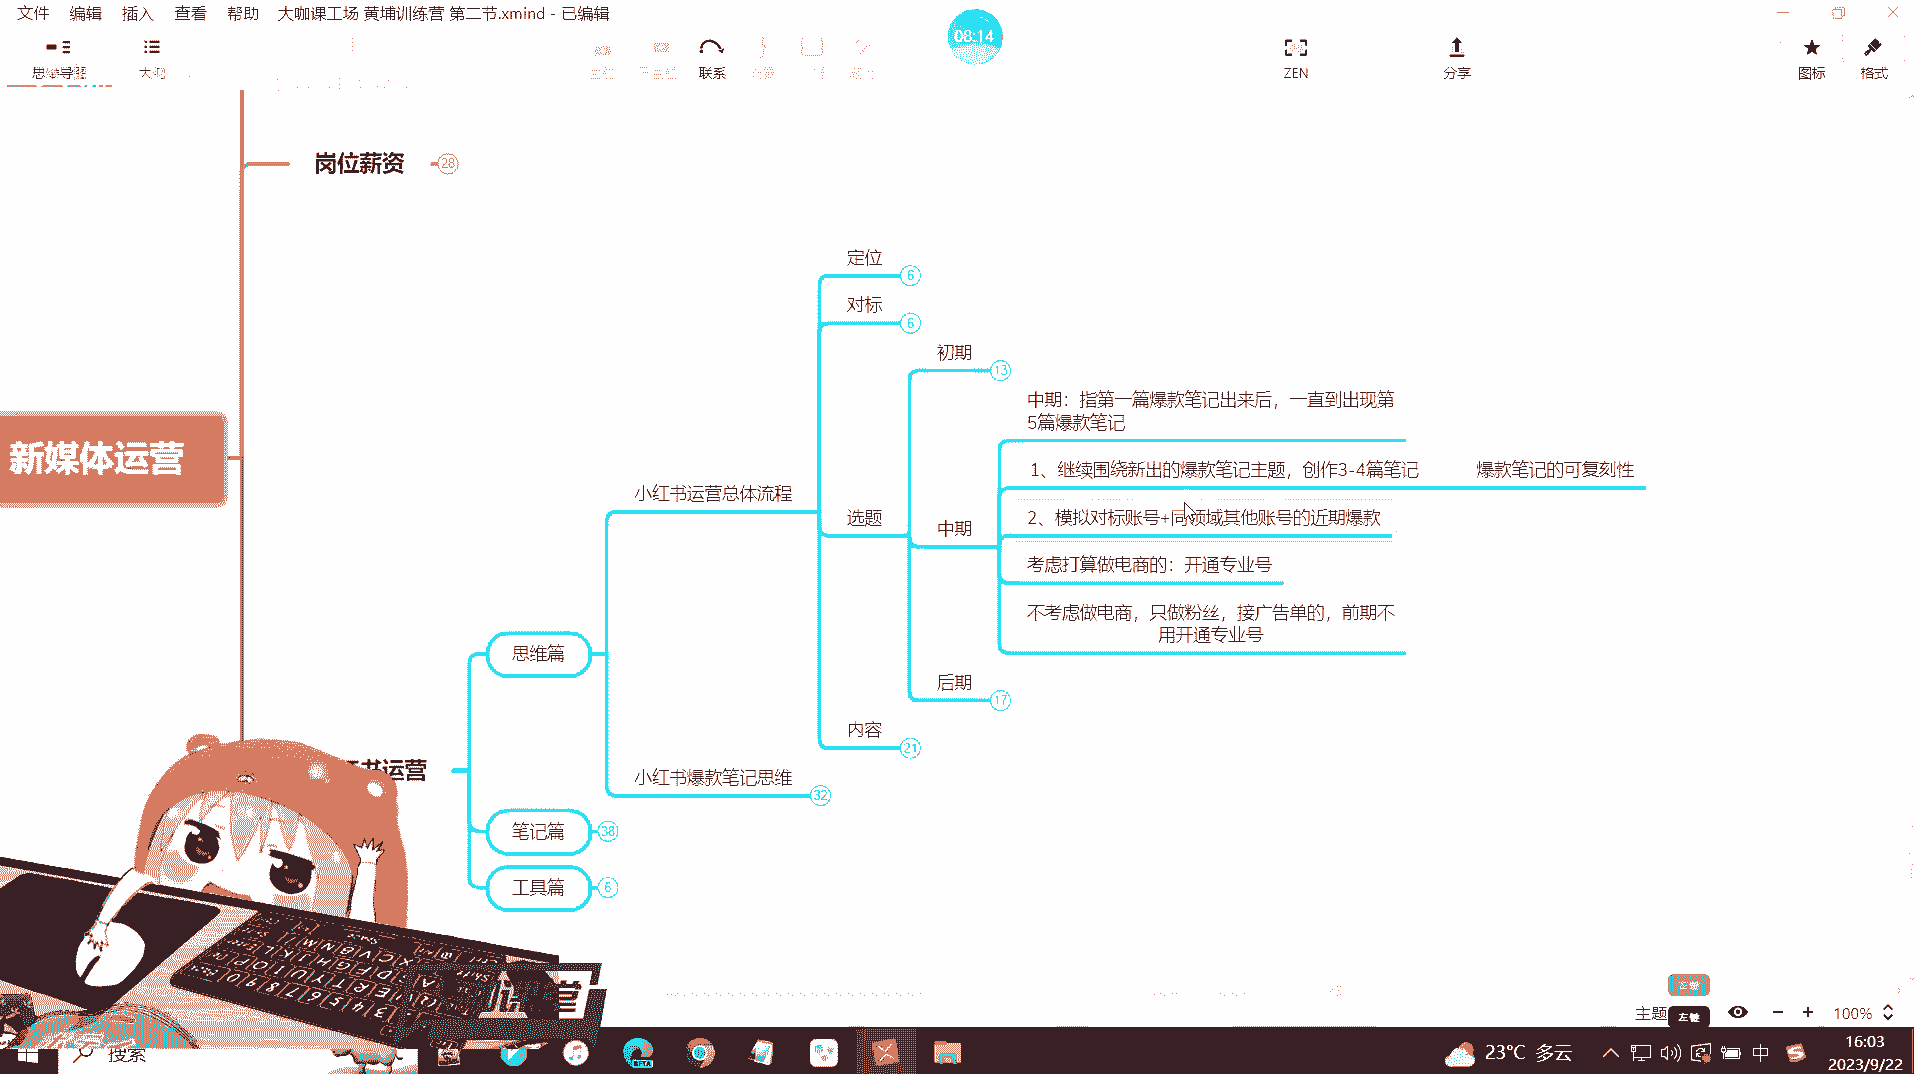 文件 编辑 插入 查看 帮助 大咖课工场 黄埔训练营 第二节.xmind - 已编辑
08:14
思维导图 大纲 联系 ZEN 分享 图标 格式
岗位薪资 28
定位 6
对标 6
初期 13
中期：指第一篇爆款笔记出来后，一直到出现第
5篇爆款笔记
新媒体运营
1、继续围绕新出的爆款笔记主题，创作3-4篇笔记 爆款笔记的可复刻性
小红书运营总体流程
选题
中期
2、模拟对标账号+同领域其他账号的近期爆款
考虑打算做电商的：开通专业号
不考虑做电商，只做粉丝，接广告单的，前期不
用开通专业号
思维篇
后期 17
内容 21
书运营
小红书爆款笔记思维 32
笔记篇 38
工具篇 6
左键
主题
左键
100%
搜索
BETA
23°C 多云
中
16:03
2023/9/22